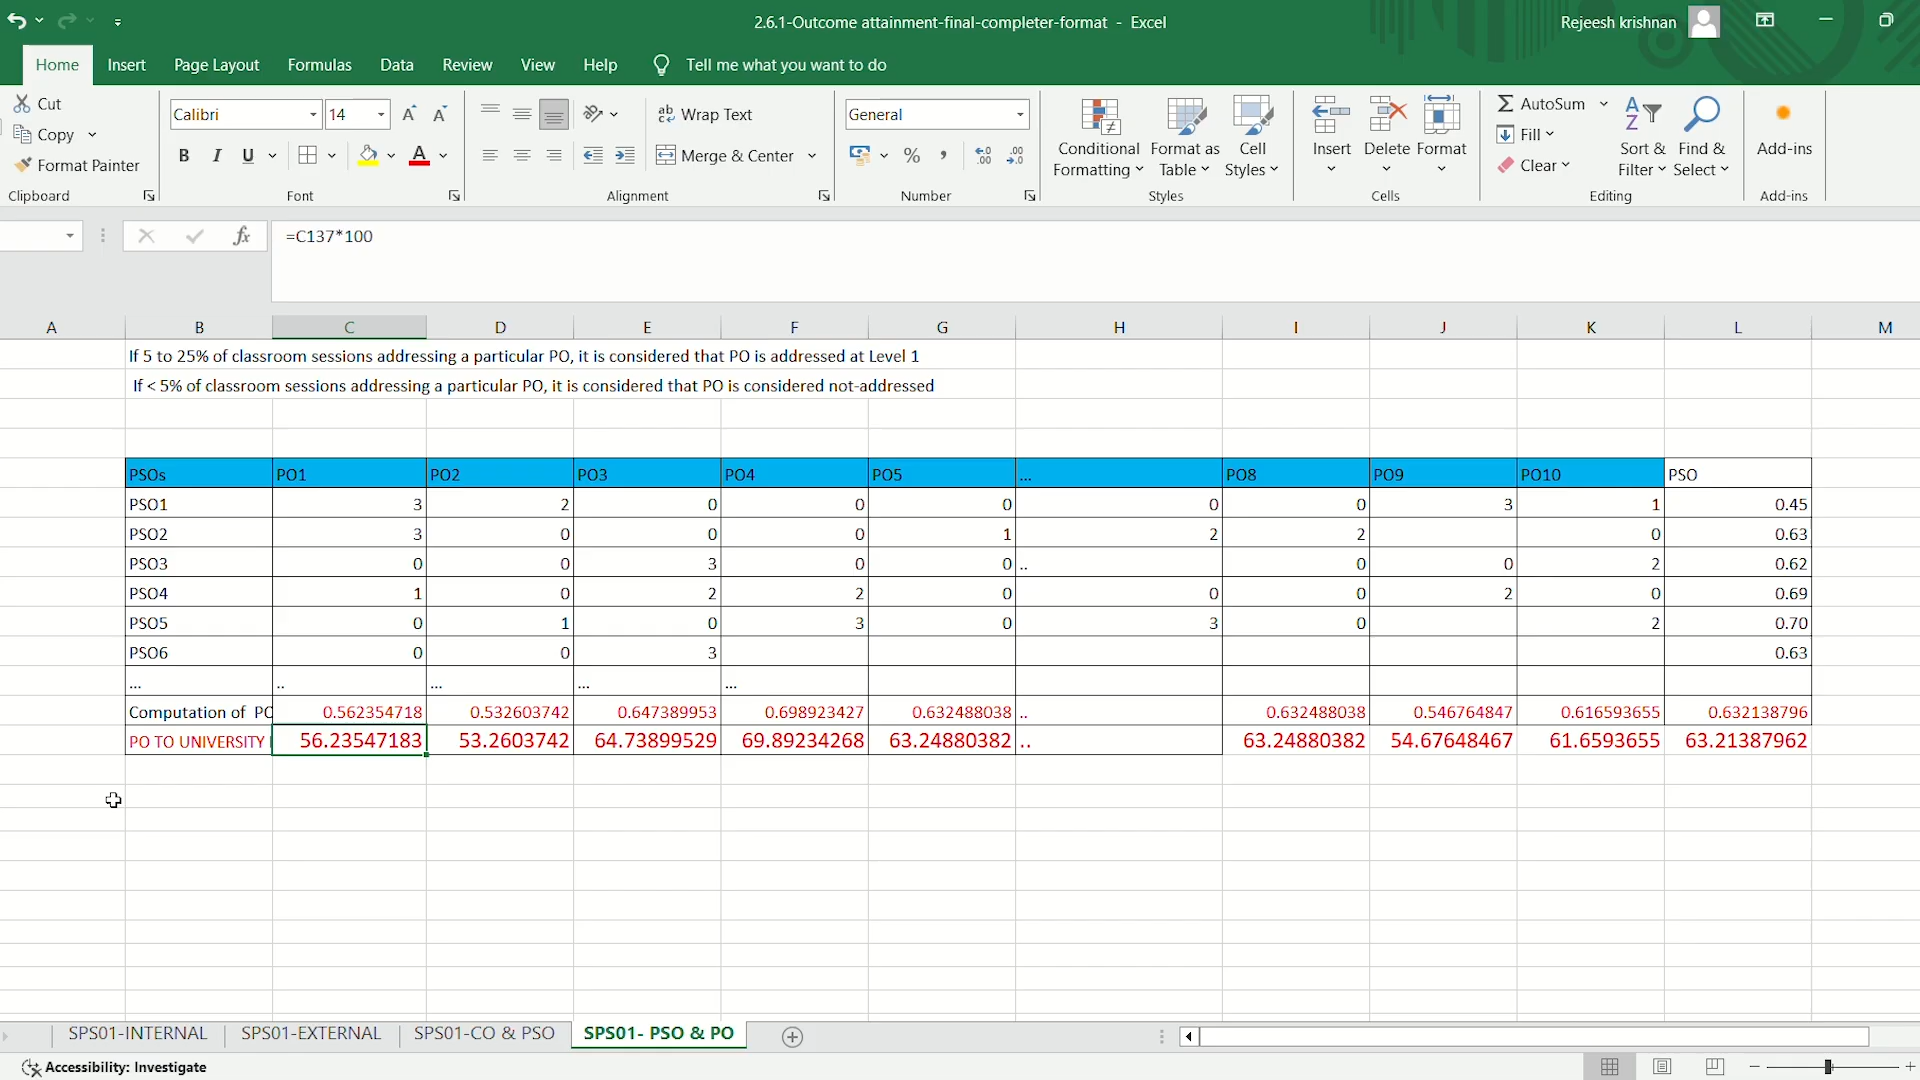 2.6.1-Outcome attainment-final-completer-format - Excel
Rejeesh krishnan
Home Insert Page Layout Formulas Data Review View Help Tell me what you want to do
Cut
Copy
Format Painter
Clipboard
Calibri 14
B I U A
Font
Wrap Text
Merge & Center
Alignment
General
% , .00 .0
Number
Conditional Formatting
Format as Table
Cell Styles
Styles
Insert Delete Format
Cells
AutoSum
Fill
Clear
Sort & Filter
Find & Select
Editing
Add-ins
Add-ins
fx =C137*100
A B C D E F G H I J K L M
If 5 to 25% of classroom sessions addressing a particular PO, it is considered that PO is addressed at Level 1
If < 5% of classroom sessions addressing a particular PO, it is considered that PO is considered not-addressed
PSOs PO1 PO2 PO3 PO4 PO5 ... PO8 PO9 PO10 PSO
PSO1 3 2 0 0 0 0 0 3 1 0.45
PSO2 3 0 0 0 1 2 2 0 0.63
PSO3 0 0 3 0 0 .. 0 0 2 0.62
PSO4 1 0 2 2 0 0 0 2 0 0.69
PSO5 0 1 0 3 0 3 0 2 0.70
PSO6 0 0 3 0.63
... .. ... ... ...
Computation of PO 0.562354718 0.532603742 0.647389953 0.698923427 0.632488038 .. 0.632488038 0.546764847 0.616593655 0.632138796
PO TO UNIVERSITY 56.23547183 53.2603742 64.73899529 69.89234268 63.24880382 .. 63.24880382 54.67648467 61.6593655 63.21387962
SPS01-INTERNAL SPS01-EXTERNAL SPS01-CO & PSO SPS01- PSO & PO
Accessibility: Investigate